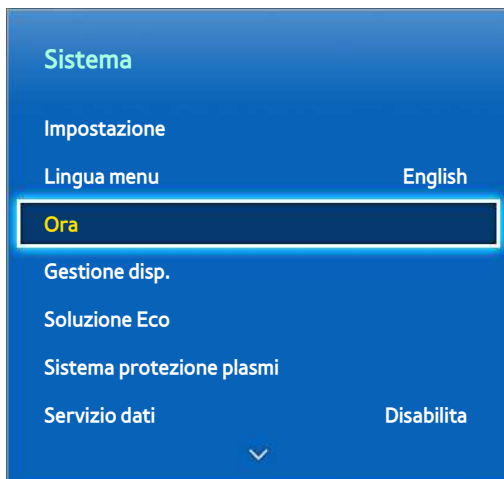 Sistema
Impostazione
Lingua menu English
Ora
Gestione disp.
Soluzione Eco
Sistema protezione plasmi
Servizio dati Disabilita